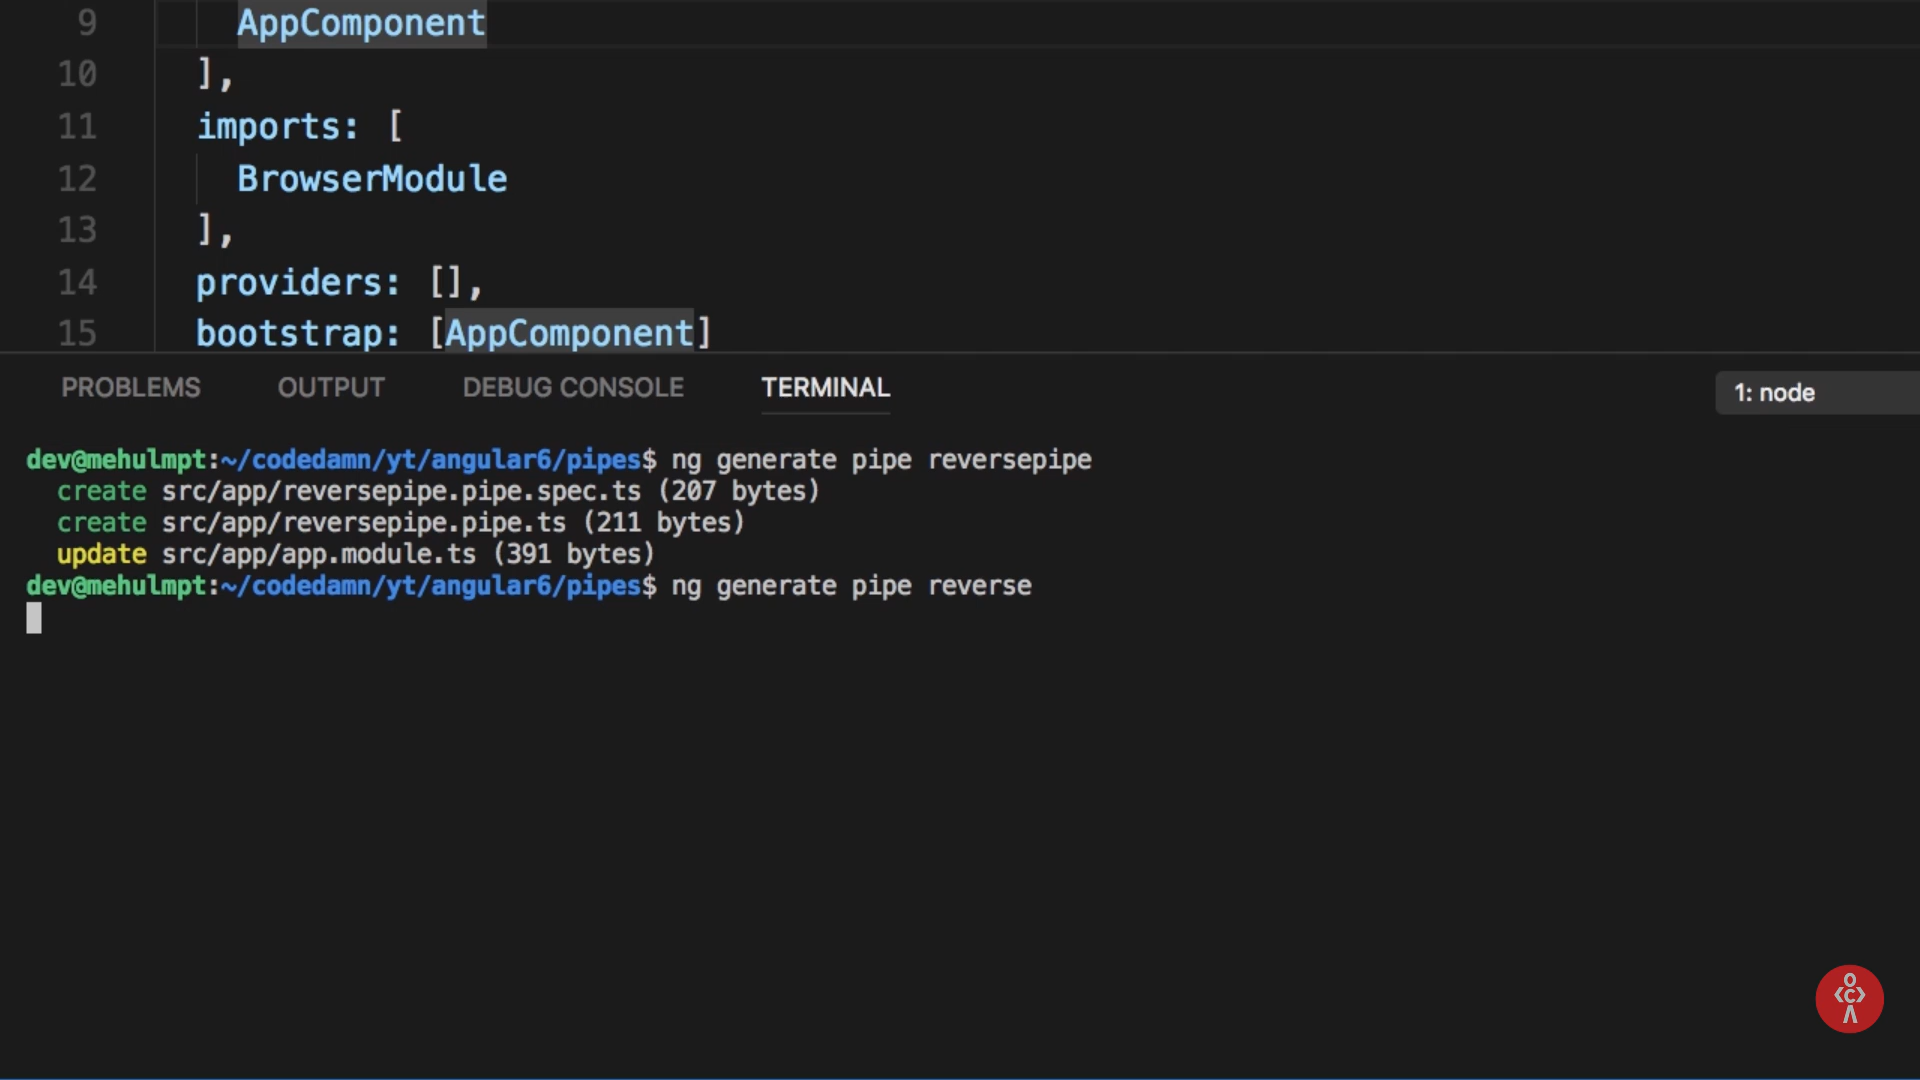 9 AppComponent
10 ],
11 imports: [
12 BrowserModule
13 ],
14 providers: [],
15 bootstrap: [AppComponent]
PROBLEMS OUTPUT DEBUG CONSOLE TERMINAL 1: node
dev@mehulmpt:~/codedamn/yt/angular6/pipes$ ng generate pipe reversepipe
create src/app/reversepipe.pipe.spec.ts (207 bytes)
create src/app/reversepipe.pipe.ts (211 bytes)
update src/app/app.module.ts (391 bytes)
dev@mehulmpt:~/codedamn/yt/angular6/pipes$ ng generate pipe reverse